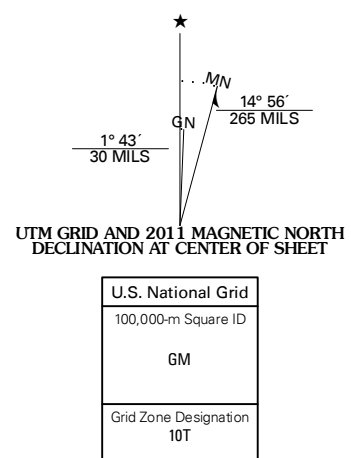 ★
MN
14° 56´
265 MILS
GN
1° 43´
30 MILS
UTM GRID AND 2011 MAGNETIC NORTH
DECLINATION AT CENTER OF SHEET
U.S. National Grid
100,000-m Square ID
GM
Grid Zone Designation
10T